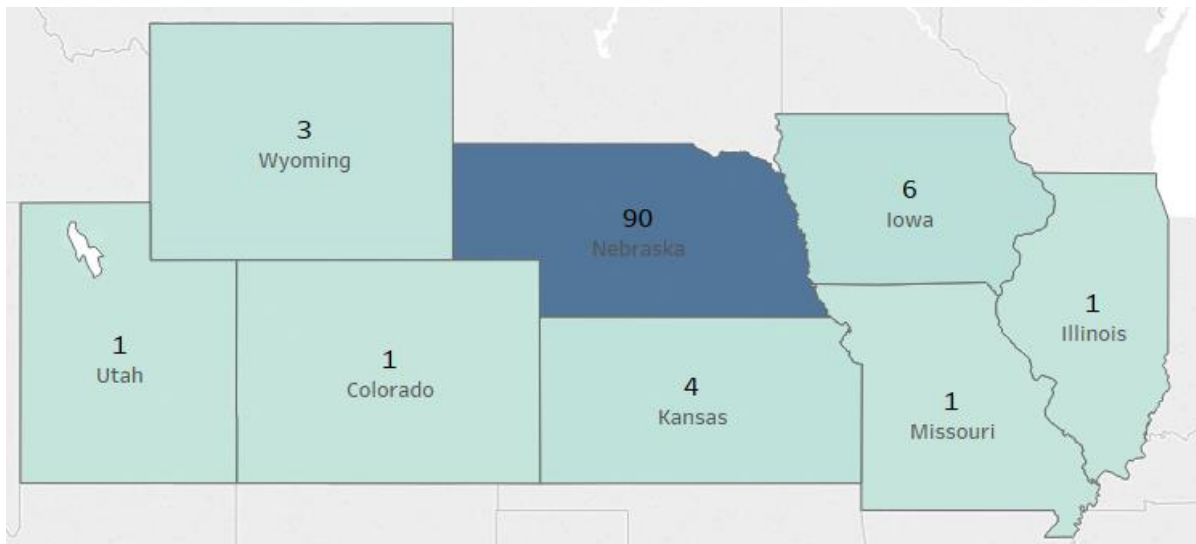 3
Wyoming
90
Nebraska
6
Iowa
1
Utah
1
Colorado
4
Kansas
1
Missouri
1
Illinois